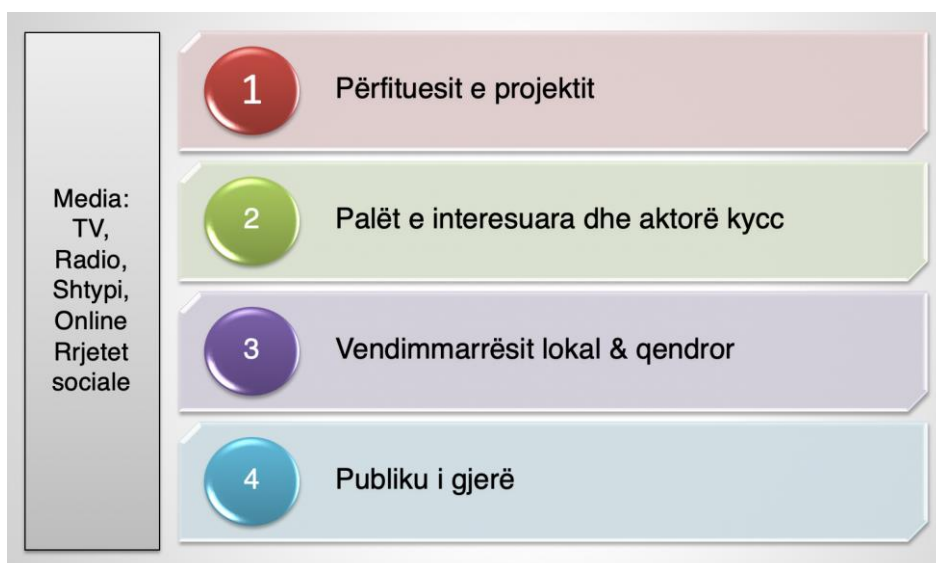 Media:
TV,
Radio,
Shtypi,
Online
Rrjetet
sociale
1
Përfituesit e projektit
2
Palët e interesuara dhe aktorë kycc
3
Vendimmarrësit lokal & qendror
4
Publiku i gjerë